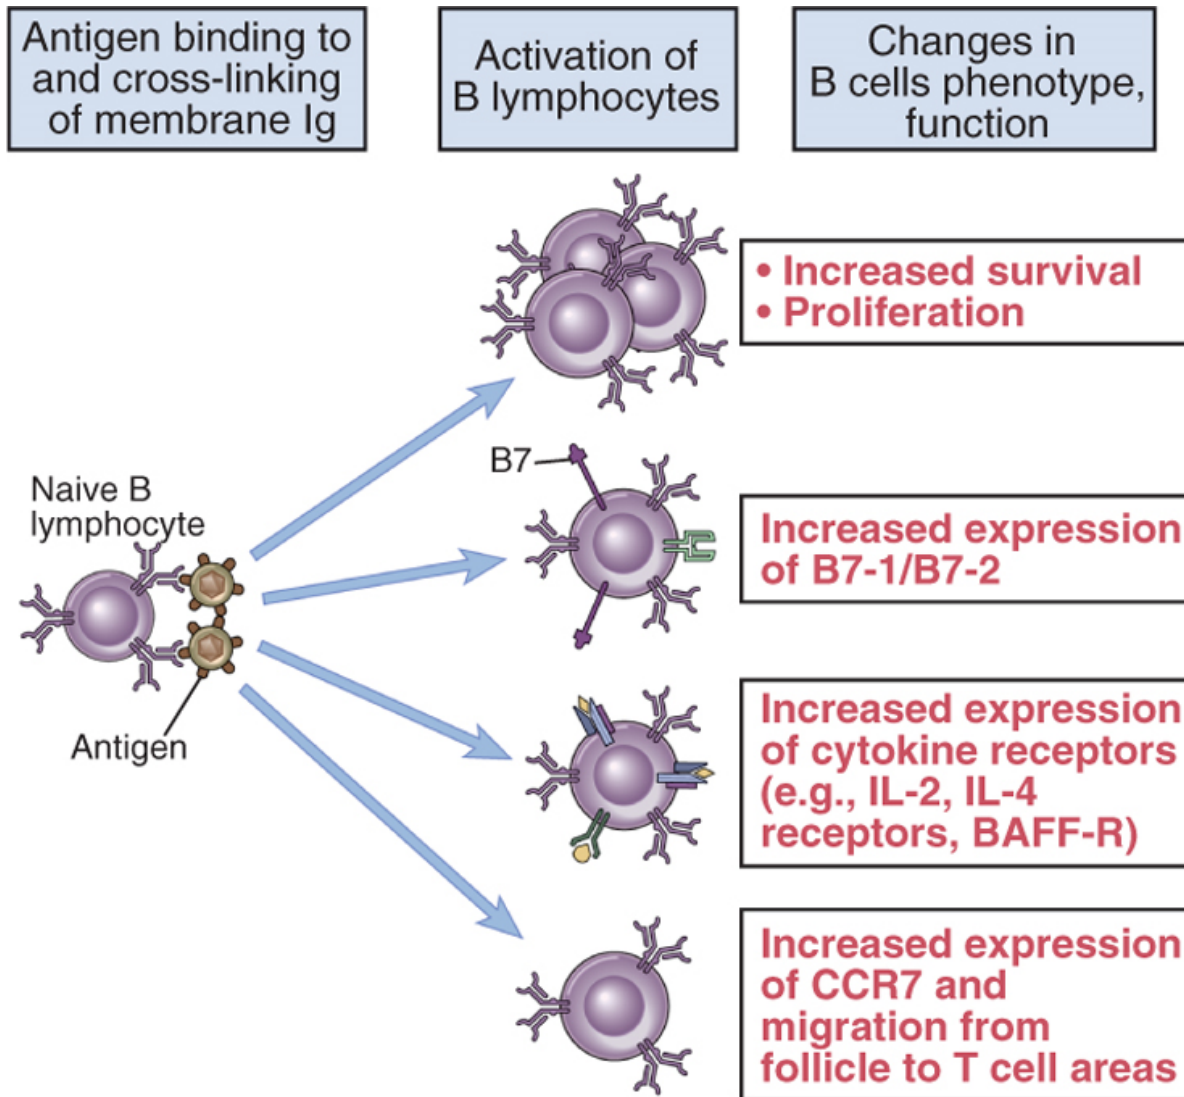 Antigen binding to
and cross-linking
of membrane Ig
Activation of
B lymphocytes
Changes in
B cells phenotype,
function
• Increased survival
• Proliferation
B7
Naive B
lymphocyte
Increased expression
of B7-1/B7-2
Antigen
Increased expression
of cytokine receptors
(e.g., IL-2, IL-4
receptors, BAFF-R)
Increased expression
of CCR7 and
migration from
follicle to T cell areas